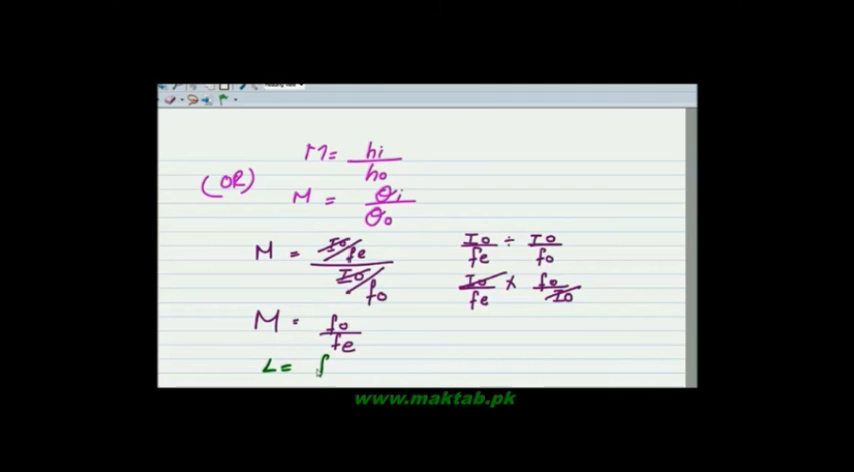 M = hi/ho
(OR)
M = θi/θo
M = Io/fe / Io/fo
Io/fe ÷ Io/fo
Io/fe × fo/Io
M = fo/fe
L = f
www.maktab.pk